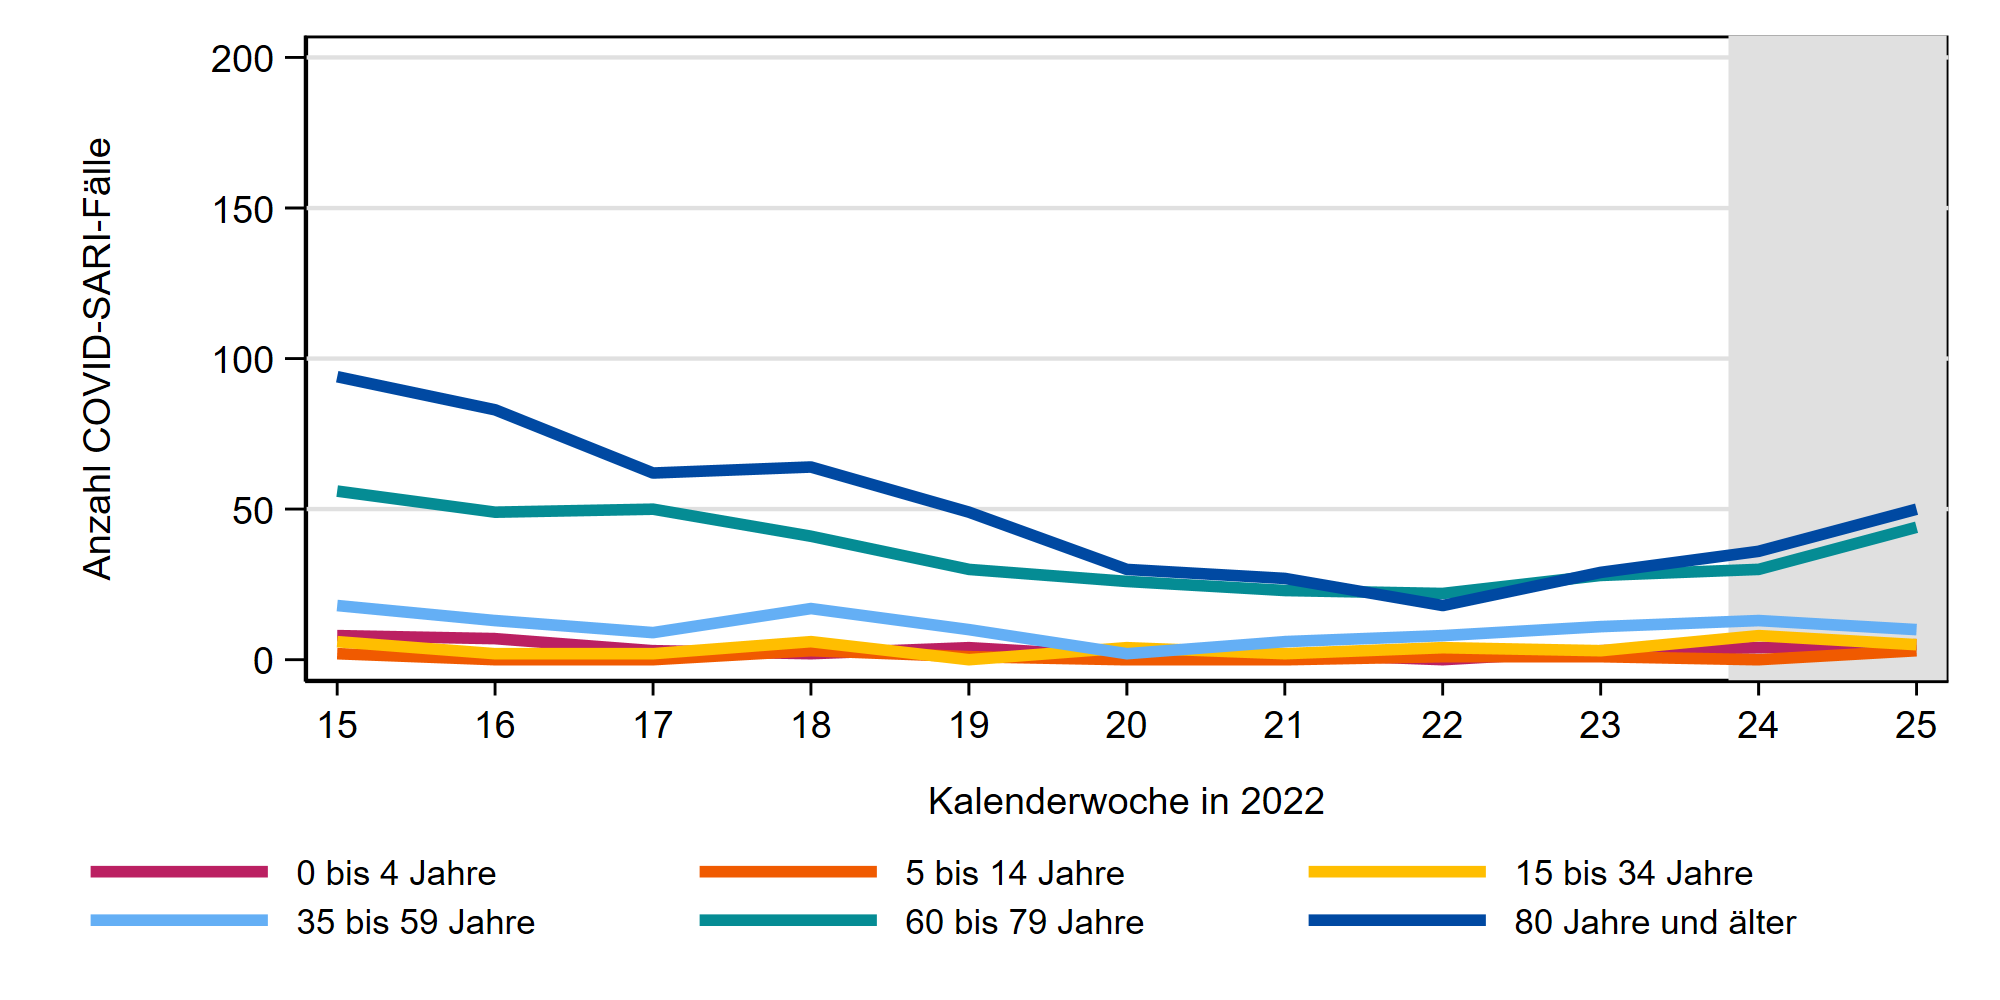 Anzahl COVID-SARI-Fälle
200
150
100
50
0
15 16 17 18 19 20 21 22 23 24 25
Kalenderwoche in 2022
0 bis 4 Jahre 5 bis 14 Jahre 15 bis 34 Jahre
35 bis 59 Jahre 60 bis 79 Jahre 80 Jahre und älter